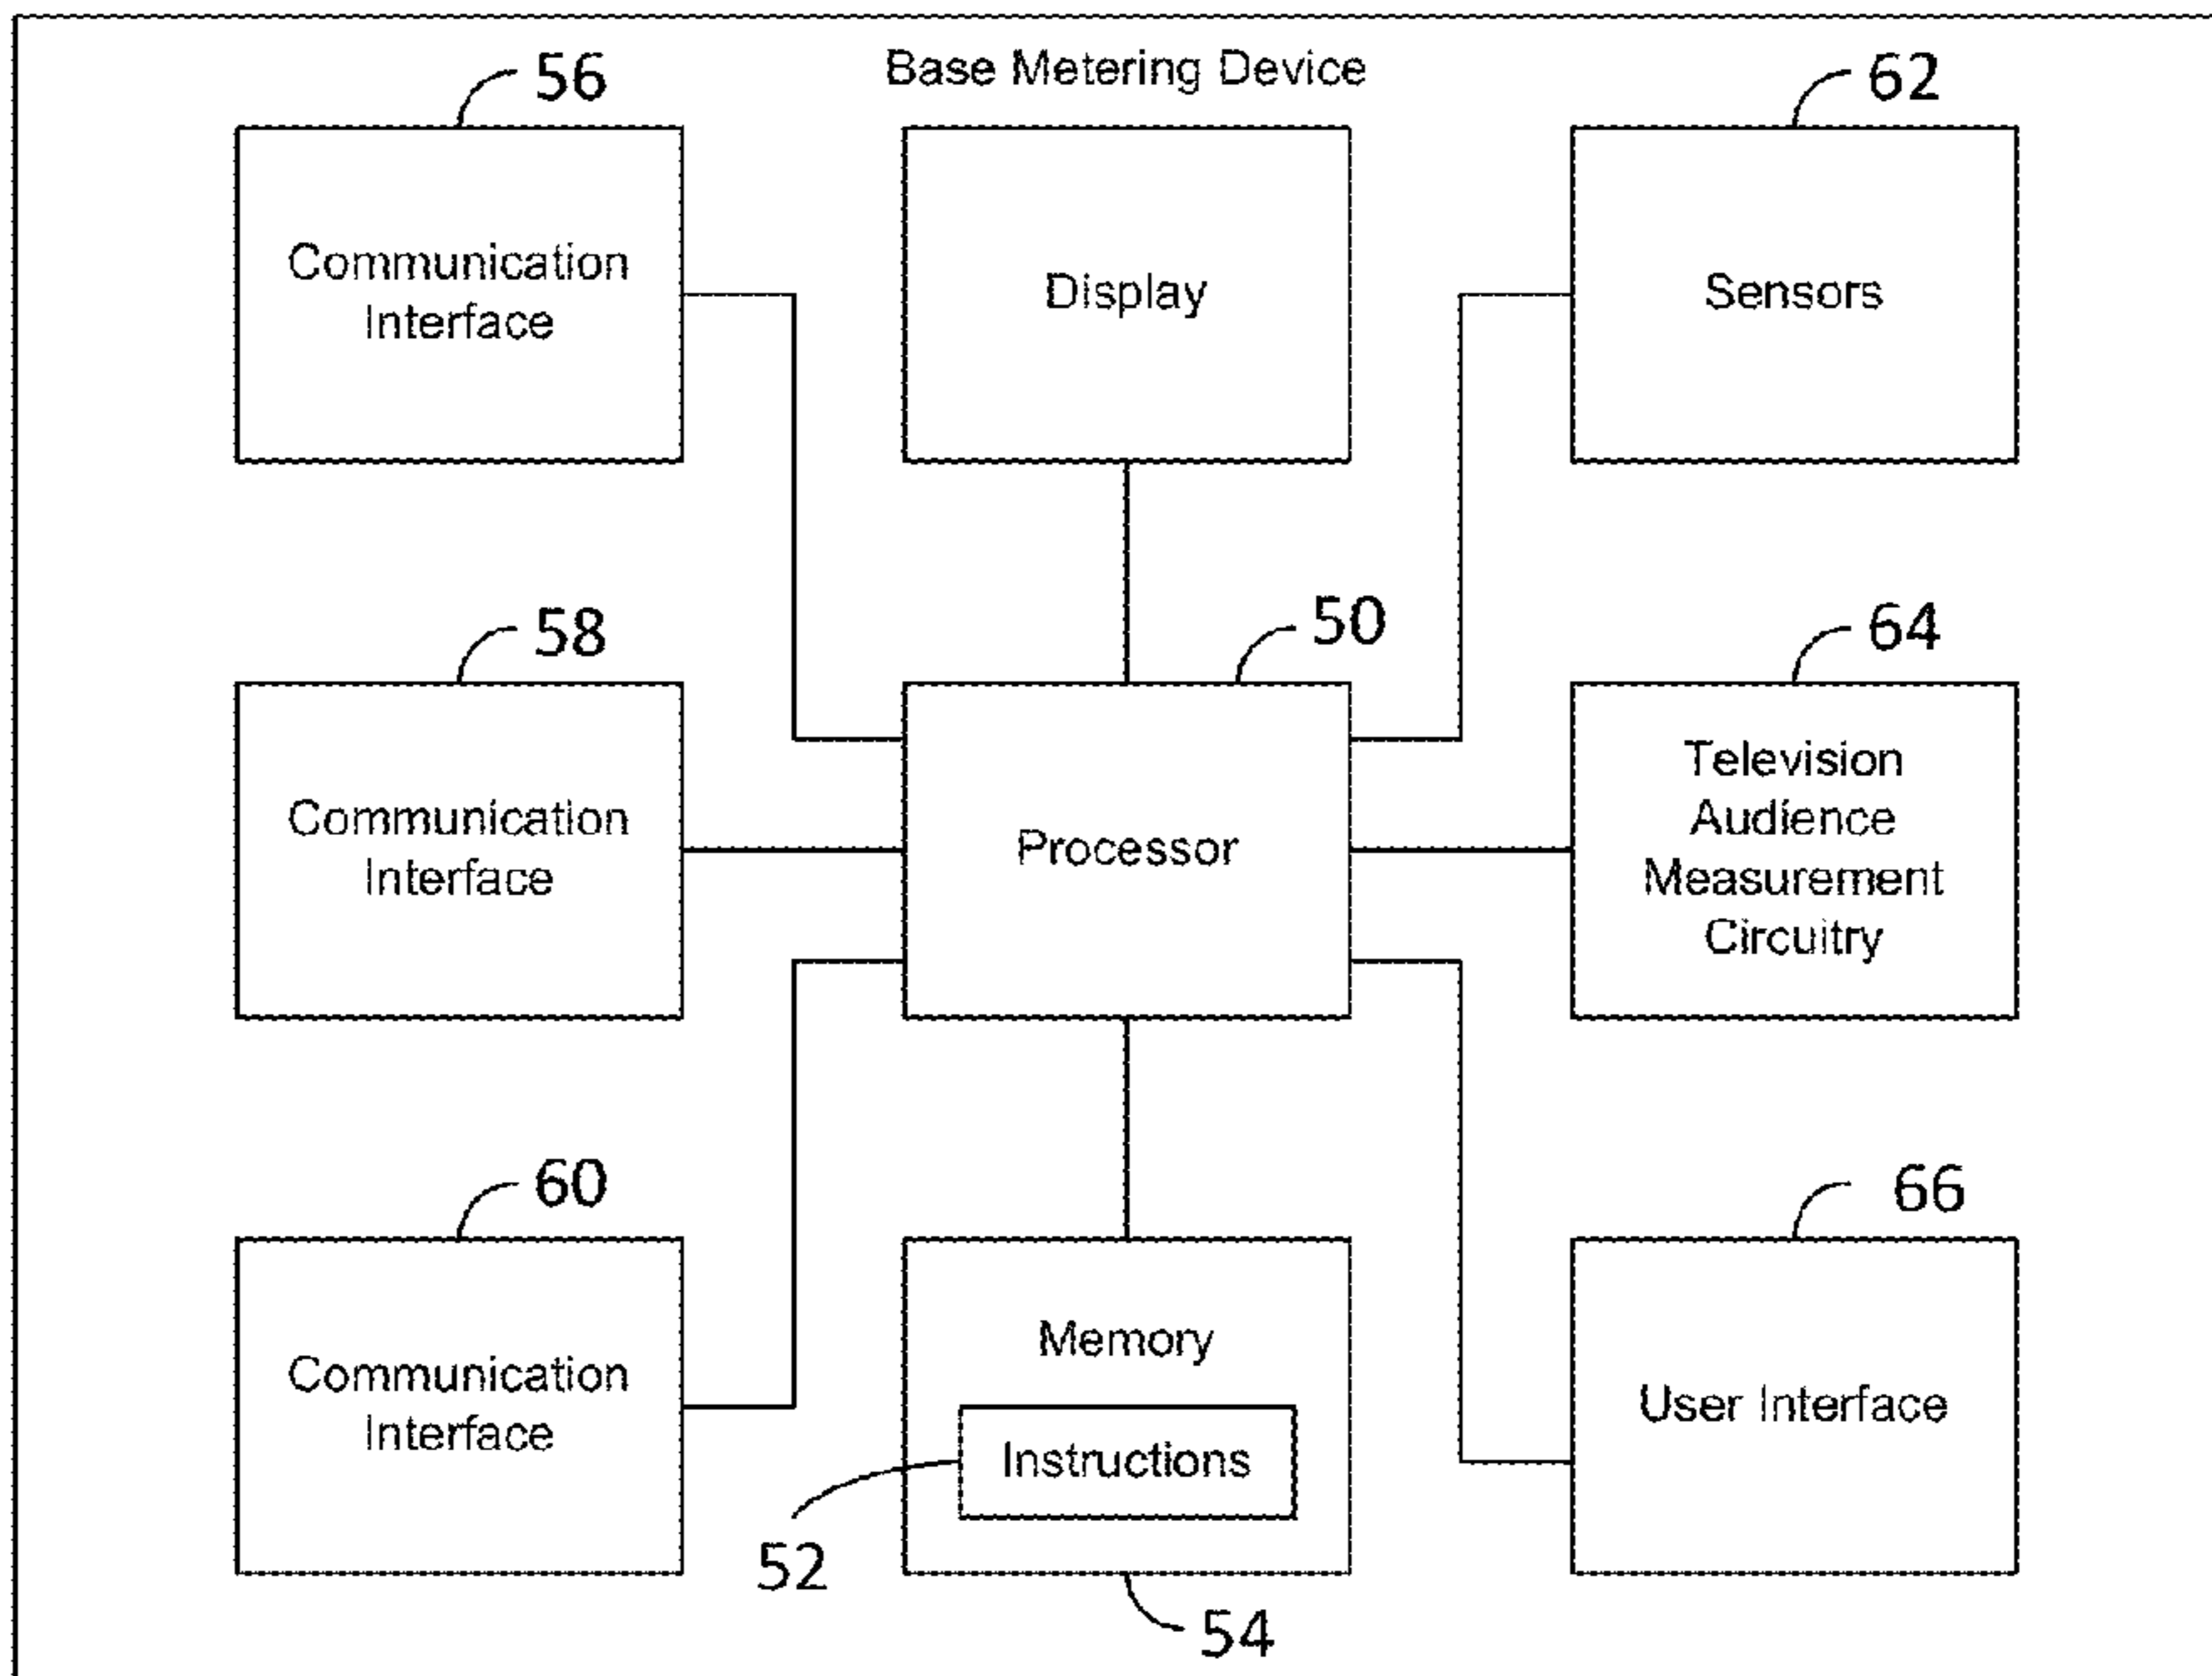 Base Metering Device
56
62
Communication
Interface
Display
Sensors
58
50
64
Communication
Interface
Processor
Television
Audience
Measurement
Circuitry
60
66
Communication
Interface
Memory
Instructions
User Interface
52
54